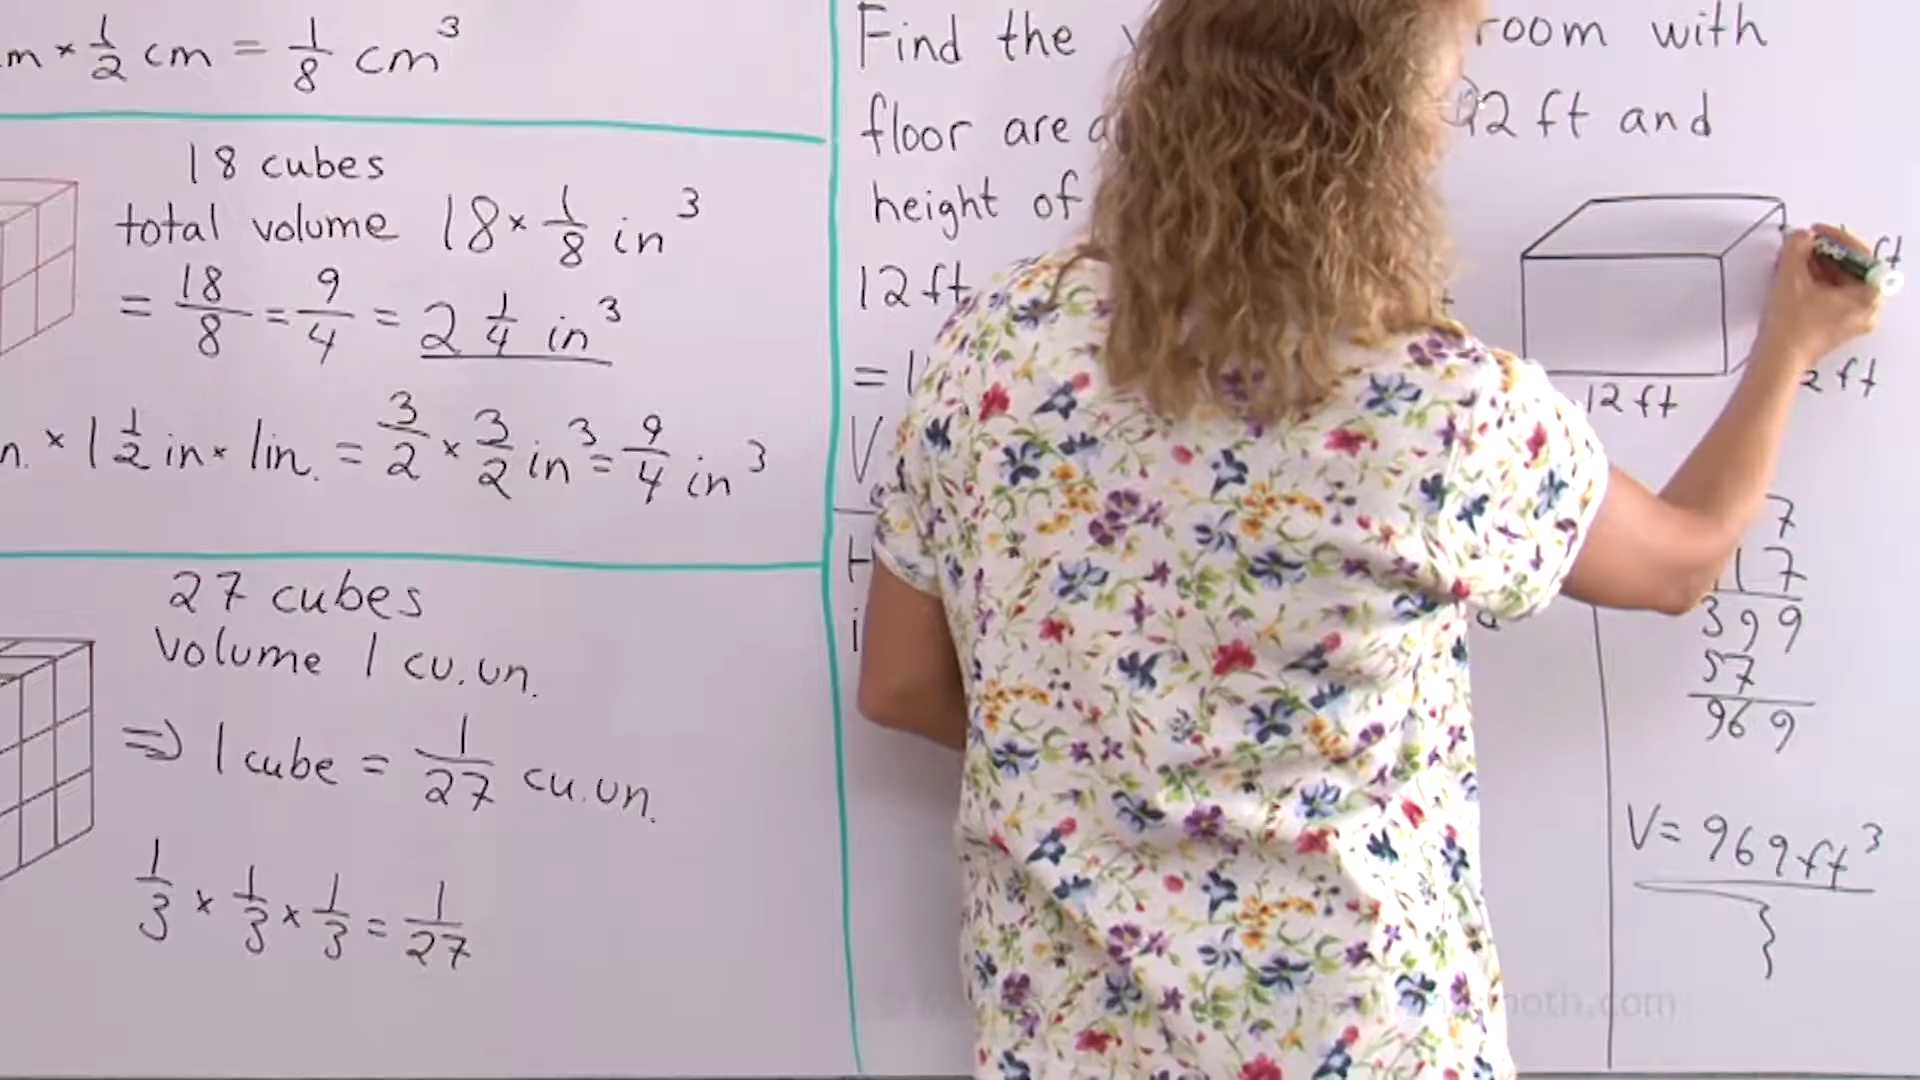 m × 1/2 cm = 1/8 cm³
18 cubes
total volume 18 × 1/8 in³
= 18/8 = 9/4 = 2 1/4 in³
n. × 1 1/2 in × 1 in. = 3/2 × 3/2 in³ = 9/4 in³
27 cubes
volume 1 cu.un.
⇒ 1 cube = 1/27 cu.un.
1/3 × 1/3 × 1/3 = 1/27
Find the room with
floor are 12 ft and
height of
12 ft
=
V
ft
12 ft 2 ft
7
17
399
57
969
V = 969 ft³